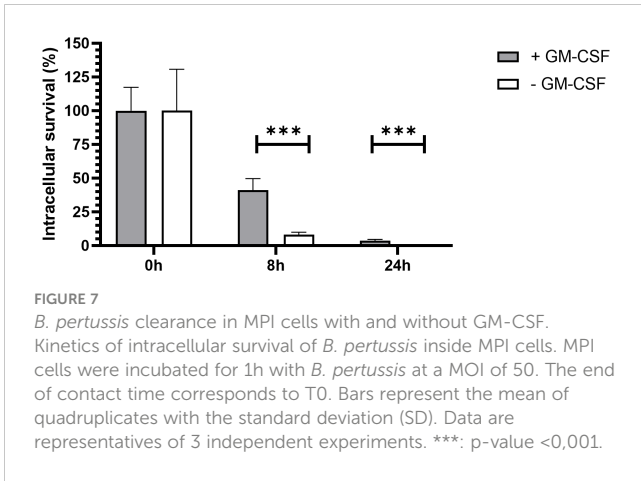 Intracellular survival (%)
150
125
100
75
50
25
0
0h
8h
24h
***
***
+ GM-CSF
- GM-CSF
FIGURE 7
B. pertussis clearance in MPI cells with and without GM-CSF.
Kinetics of intracellular survival of B. pertussis inside MPI cells. MPI
cells were incubated for 1h with B. pertussis at a MOI of 50. The end
of contact time corresponds to T0. Bars represent the mean of
quadruplicates with the standard deviation (SD). Data are
representatives of 3 independent experiments. ***: p-value <0,001.